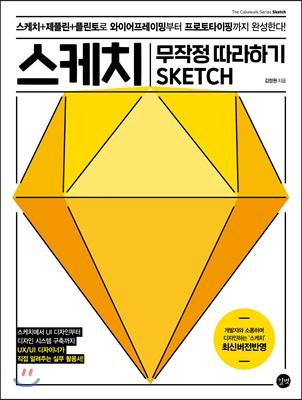 The Cakewalk Series Sketch
스케치+제플린+플린토로 와이어프레이밍부터 프로토타이핑까지 완성한다!
스케치
무작정 따라하기
SKETCH
김정원 지음
스케치에서 UI 디자인부터
디자인 시스템 구축까지
UX/UI 디자이너가
직접 알려주는 실무 활용서!
개발자와 소통하며
디자인하는 '스케치'
최신버전반영
길벗